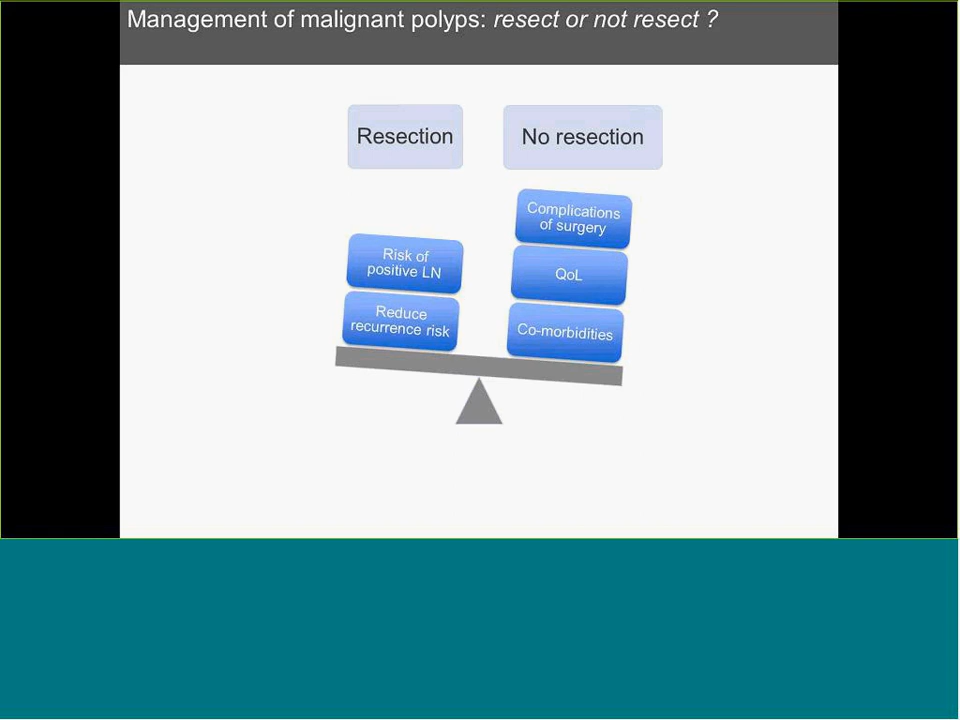 Management of malignant polyps: resect or not resect ?
Resection
No resection
Complications
of surgery
Risk of
positive LN
QoL
Reduce
recurrence risk
Co-morbidities